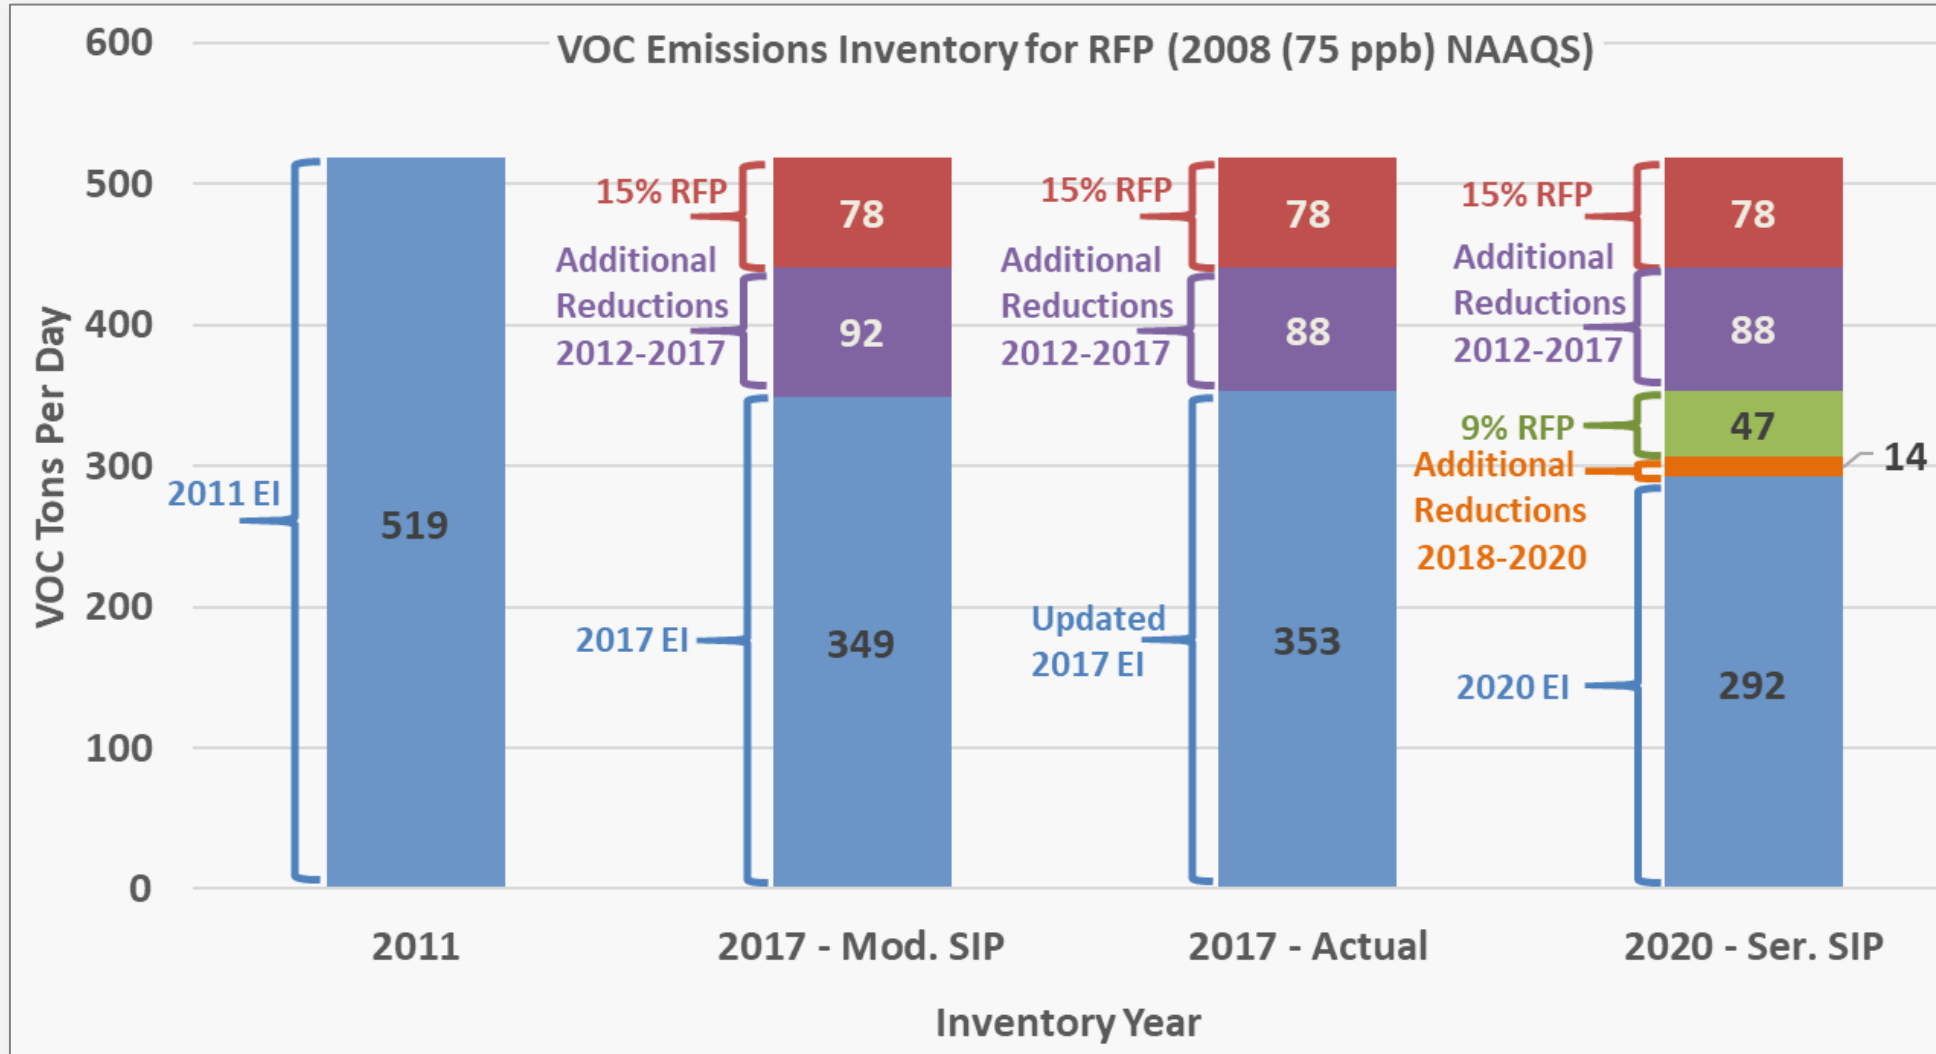 VOC Emissions Inventory for RFP (2008 (75 ppb) NAAQS)
VOC Tons Per Day
600
500
400
300
200
100
0
2011 EI
519
15% RFP
78
Additional
Reductions
2012-2017
92
2017 EI
349
15% RFP
78
Additional
Reductions
2012-2017
88
Updated
2017 EI
353
15% RFP
78
Additional
Reductions
2012-2017
88
9% RFP
47
Additional
Reductions
2018-2020
14
2020 EI
292
2011
2017 - Mod. SIP
2017 - Actual
2020 - Ser. SIP
Inventory Year